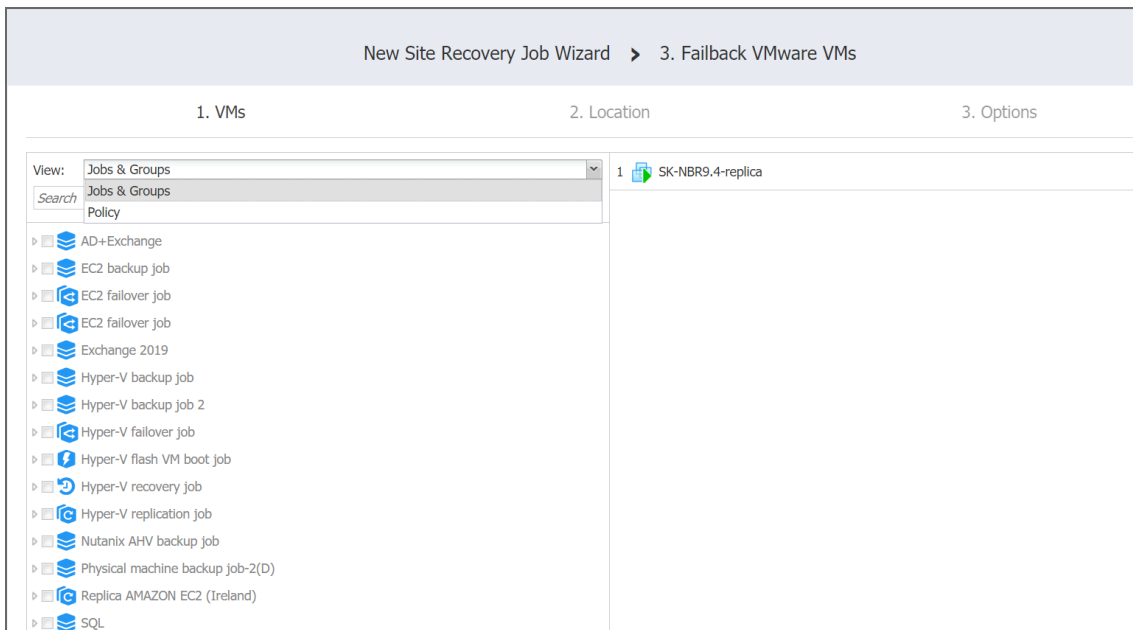 New Site Recovery Job Wizard > 3. Failback VMware VMs
1. VMs 2. Location 3. Options
View: Jobs & Groups
Jobs & Groups
Search
Policy
AD+Exchange
EC2 backup job
EC2 failover job
EC2 failover job
Exchange 2019
Hyper-V backup job
Hyper-V backup job 2
Hyper-V failover job
Hyper-V flash VM boot job
Hyper-V recovery job
Hyper-V replication job
Nutanix AHV backup job
Physical machine backup job-2(D)
Replica AMAZON EC2 (Ireland)
SQL
1 SK-NBR9.4-replica